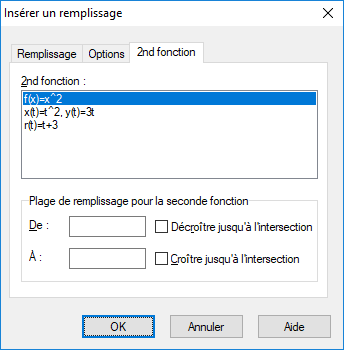 Insérer un remplissage
Remplissage Options 2nd fonction
2nd fonction :
f(x)=x^2
x(t)=t^2, y(t)=3t
r(t)=t+3
Plage de remplissage pour la seconde fonction
De : Décroître jusqu'à l'intersection
À : Croître jusqu'à l'intersection
OK Annuler Aide